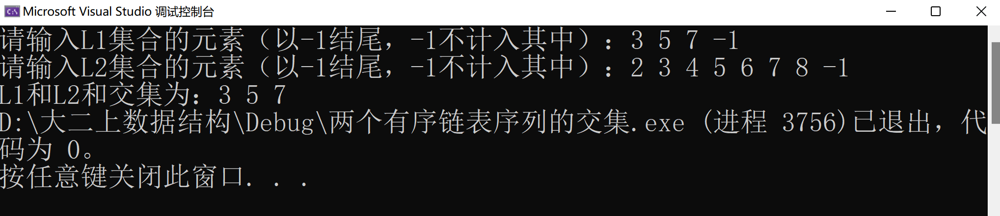 Microsoft Visual Studio 调试控制台
请输入L1集合的元素（以-1结尾，-1不计入其中）：3 5 7 -1
请输入L2集合的元素（以-1结尾，-1不计入其中）：2 3 4 5 6 7 8 -1
L1和L2和交集为：3 5 7
D:\大二上数据结构\Debug\两个有序链表序列的交集.exe (进程 3756)已退出，代
码为 0。
按任意键关闭此窗口. . .